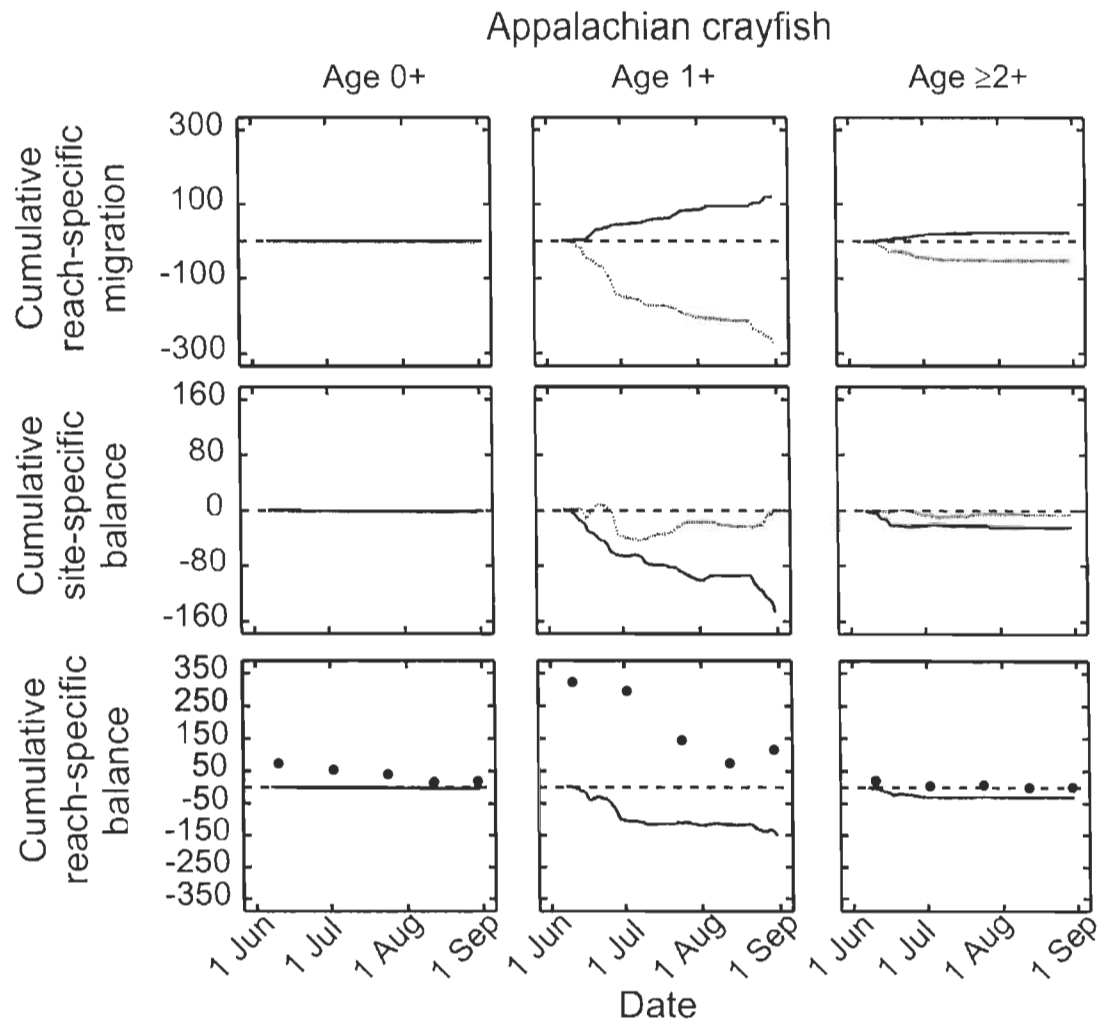 Appalachian crayfish
Age 0+
Age 1+
Age ≥2+
Cumulative
reach-specific
migration
300
100
-100
-300
Cumulative
site-specific
balance
160
80
0
-80
-160
Cumulative
reach-specific
balance
350
250
150
50
-50
-150
-250
-350
1 Jun
1 Jul
1 Aug
1 Sep
1 Jun
1 Jul
1 Aug
1 Sep
1 Jun
1 Jul
1 Aug
1 Sep
Date